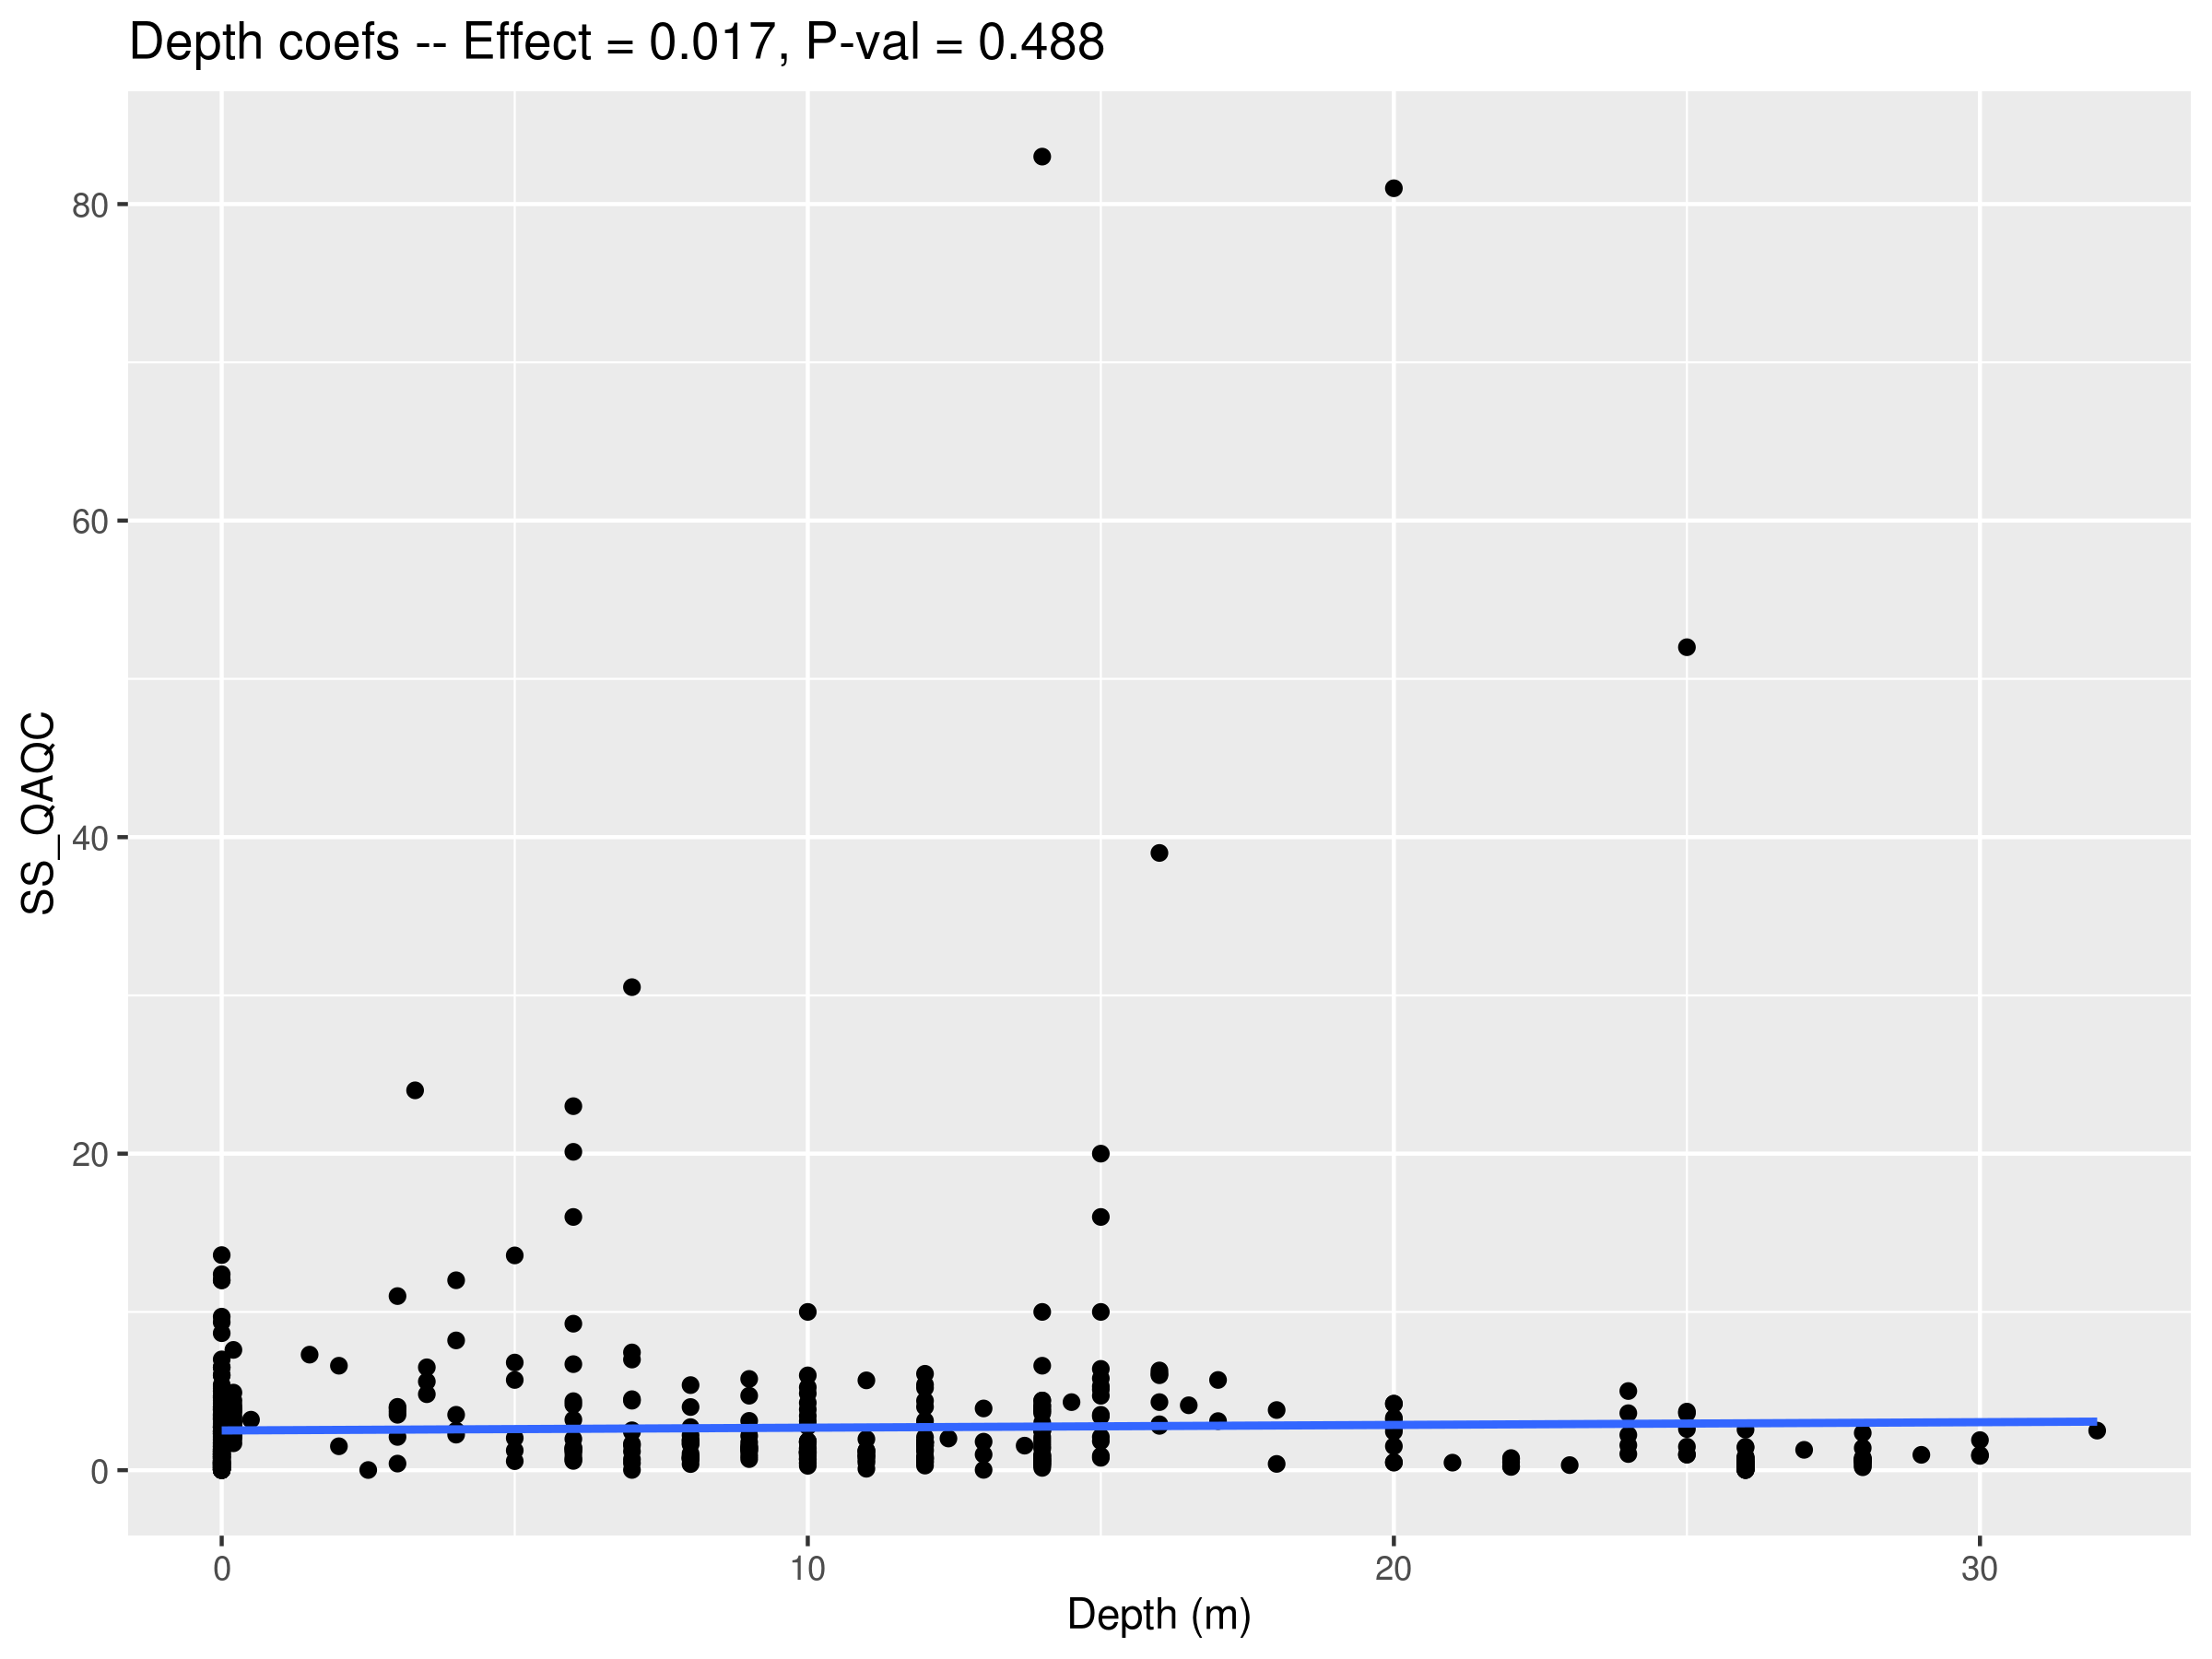 Depth coefs -- Effect = 0.017, P-val = 0.488
SS_QAQC
80
60
40
20
0
0 10 20 30
Depth (m)